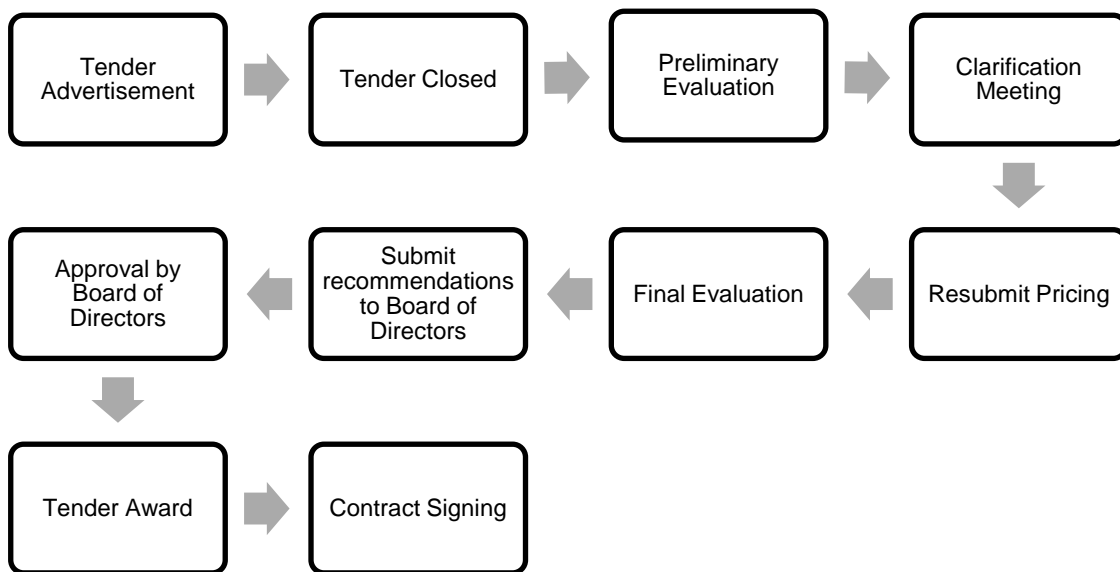 Tender
Advertisement
Tender Closed
Preliminary
Evaluation
Clarification
Meeting
Resubmit Pricing
Final Evaluation
Submit
recommendations
to Board of
Directors
Approval by
Board of
Directors
Tender Award
Contract Signing